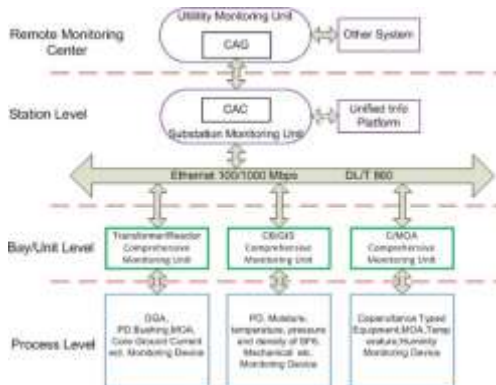 Utility Monitoring Unit
Remote Monitoring
Center
CAG
Other System
Station Level
CAC
Substation Monitoring Unit
Unified Info
Platform
Ethernet 100/1000 Mbps DL/T 860
Bay/Unit Level
Transformer/Reactor
Comprehensive
Monitoring Unit
CB/GIS
Comprehensive
Monitoring Unit
C/MOA
Comprehensive
Monitoring Unit
Process Level
DGA,
PD, Bushing, MOA,
Core Ground Current
ect. Monitoring Device
PD, Moisture,
temperature, pressure
and density of SF6,
Mechanical etc.
Monitoring Device
Capacitance Typed
Equipment, MOA, Temp
erature, Humidity
Monitoring Device